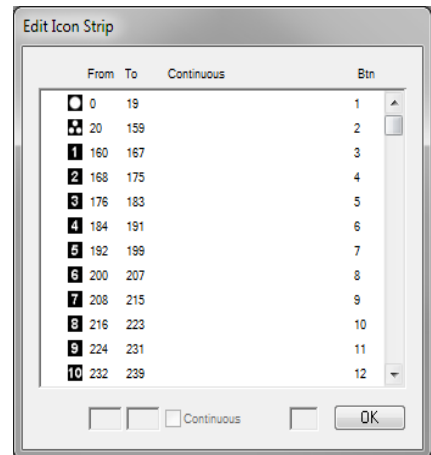 Edit Icon Strip
From To Continuous Btn
0 19 1
20 159 2
1 160 167 3
2 168 175 4
3 176 183 5
4 184 191 6
5 192 199 7
6 200 207 8
7 208 215 9
8 216 223 10
9 224 231 11
10 232 239 12
Continuous OK